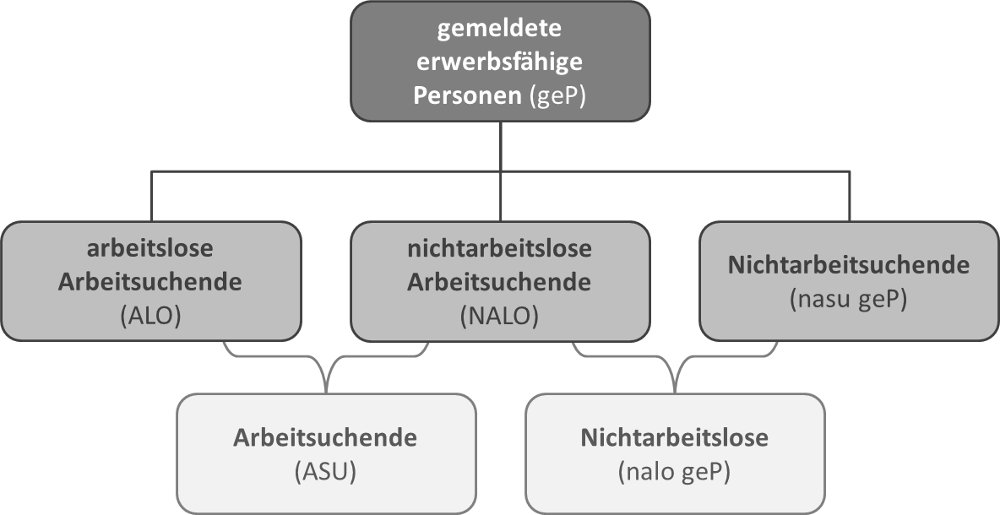 gemeldete
erwerbsfähige
Personen (geP)
arbeitslose
Arbeitsuchende
(ALO)
nichtarbeitslose
Arbeitsuchende
(NALO)
Nichtarbeitsuchende
(nasu geP)
Arbeitsuchende
(ASU)
Nichtarbeitslose
(nalo geP)